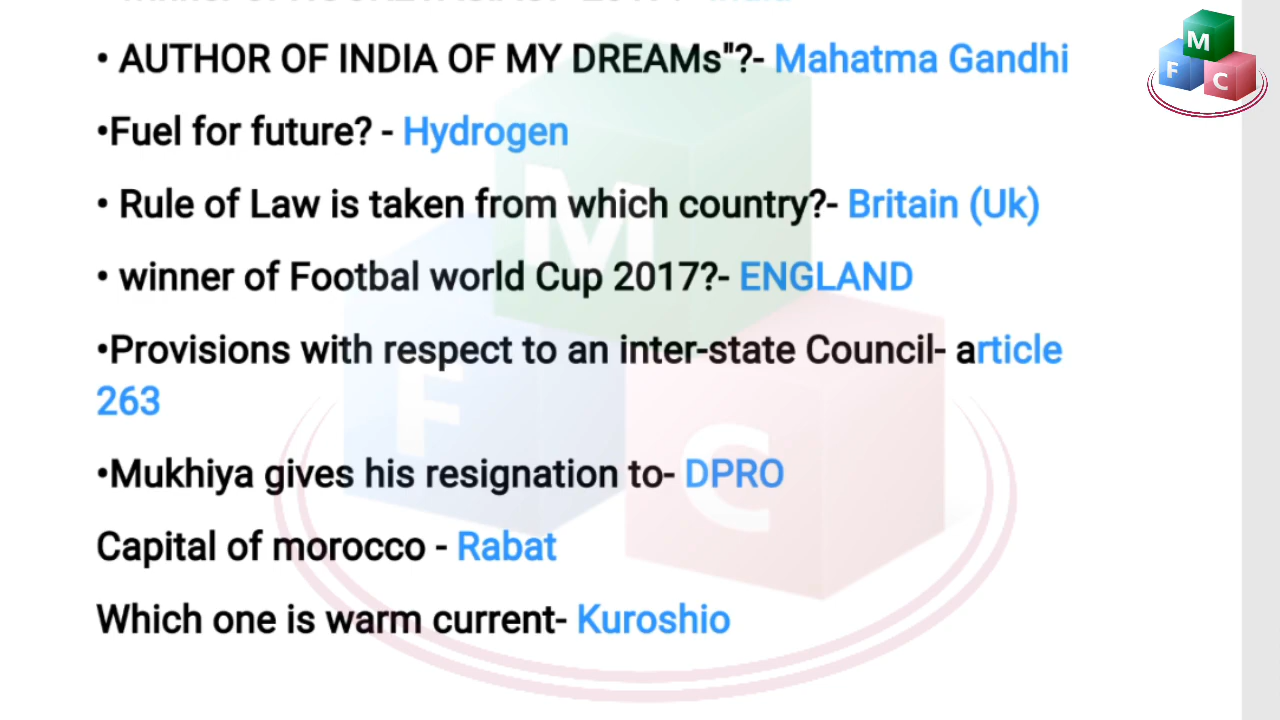 • AUTHOR OF INDIA OF MY DREAMs"?- Mahatma Gandhi
M
F
C
•Fuel for future? - Hydrogen
• Rule of Law is taken from which country?- Britain (Uk)
• winner of Footbal world Cup 2017?- ENGLAND
•Provisions with respect to an inter-state Council- article
263
•Mukhiya gives his resignation to- DPRO
Capital of morocco - Rabat
Which one is warm current- Kuroshio
M
F
C